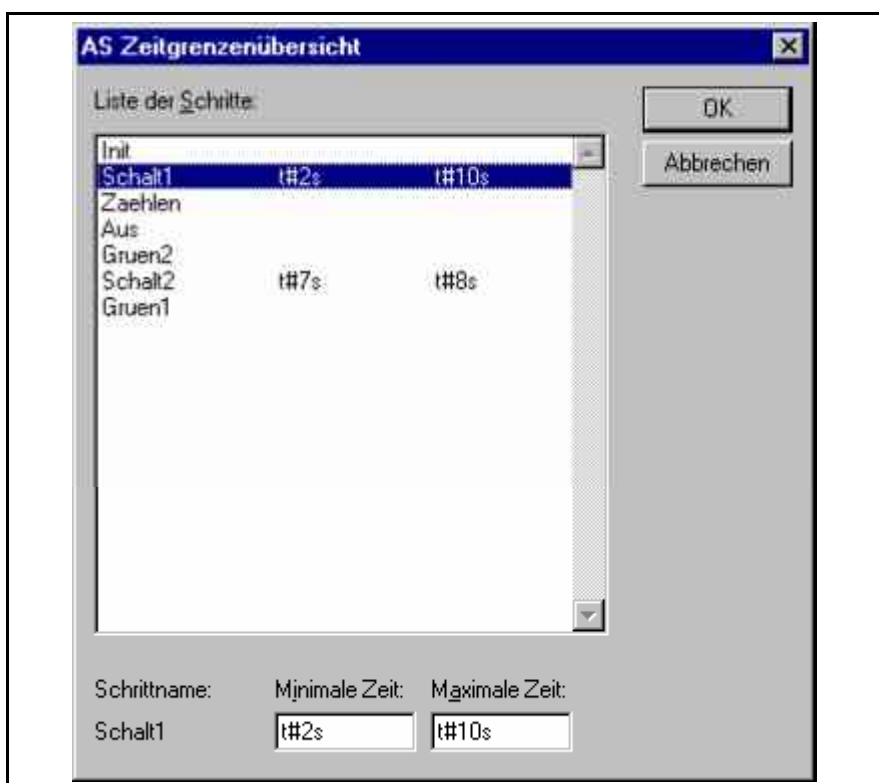 AS Zeitgrenzenübersicht
Liste der Schritte:
OK
Abbrechen
Init
Schalt1 t#2s t#10s
Zaehlen
Aus
Gruen2
Schalt2 t#7s t#8s
Gruen1
Schrittname: Minimale Zeit: Maximale Zeit:
Schalt1 t#2s t#10s